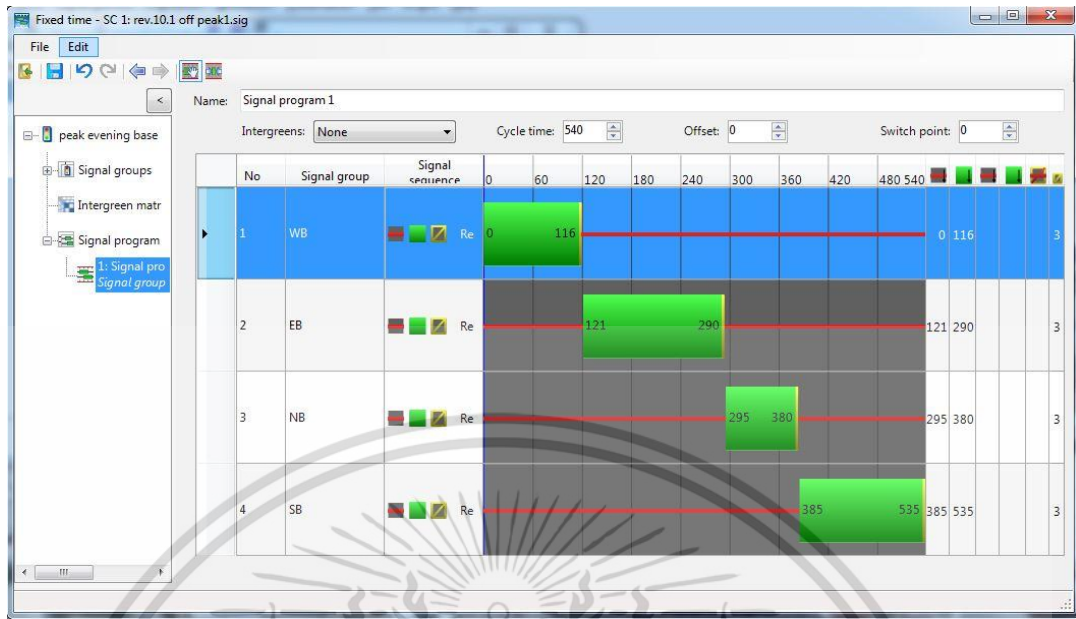 Fixed time - SC 1: rev.10.1 off peak1.sig
File Edit
<
Name: Signal program 1
peak evening base
Intergreens: None Cycle time: 540 Offset: 0 Switch point: 0
Signal groups
Intergreen matr
Signal program
1: Signal pro
Signal group
No Signal group Signal sequence 0 60 120 180 240 300 360 420 480 540
1 WB Re 0 116 0 116 3
2 EB Re 121 290 121 290 3
3 NB Re 295 380 295 380 3
4 SB Re 385 535 385 535 3